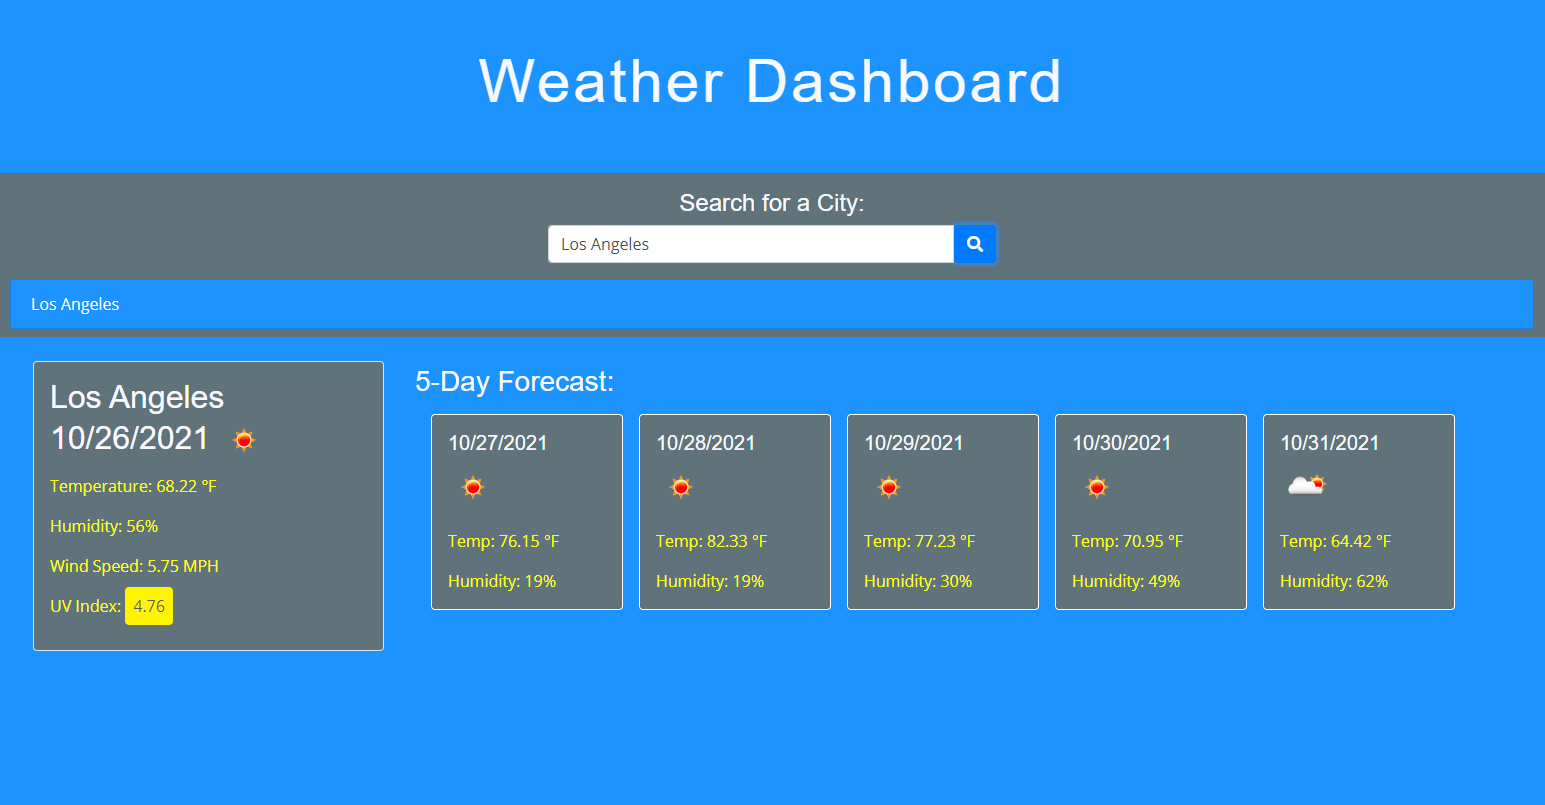 Weather Dashboard
Search for a City:
Los Angeles
Los Angeles
Los Angeles
10/26/2021
Temperature: 68.22 °F
Humidity: 56%
Wind Speed: 5.75 MPH
UV Index: 4.76
5-Day Forecast:
10/27/2021
Temp: 76.15 °F
Humidity: 19%
10/28/2021
Temp: 82.33 °F
Humidity: 19%
10/29/2021
Temp: 77.23 °F
Humidity: 30%
10/30/2021
Temp: 70.95 °F
Humidity: 49%
10/31/2021
Temp: 64.42 °F
Humidity: 62%